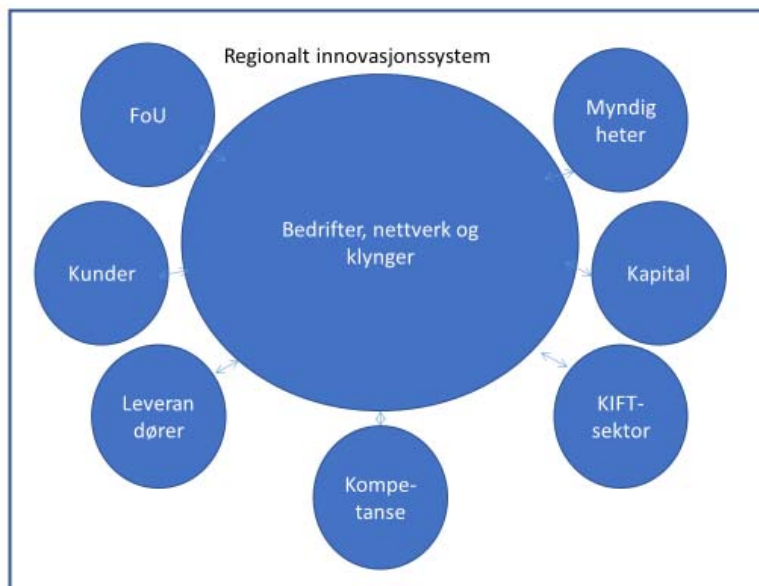 Regionalt innovasjonssystem
FoU
Myndig
heter
Bedrifter, nettverk og
klynger
Kunder
Kapital
Leveran
dører
KIFT-
sektor
Kompe-
tanse